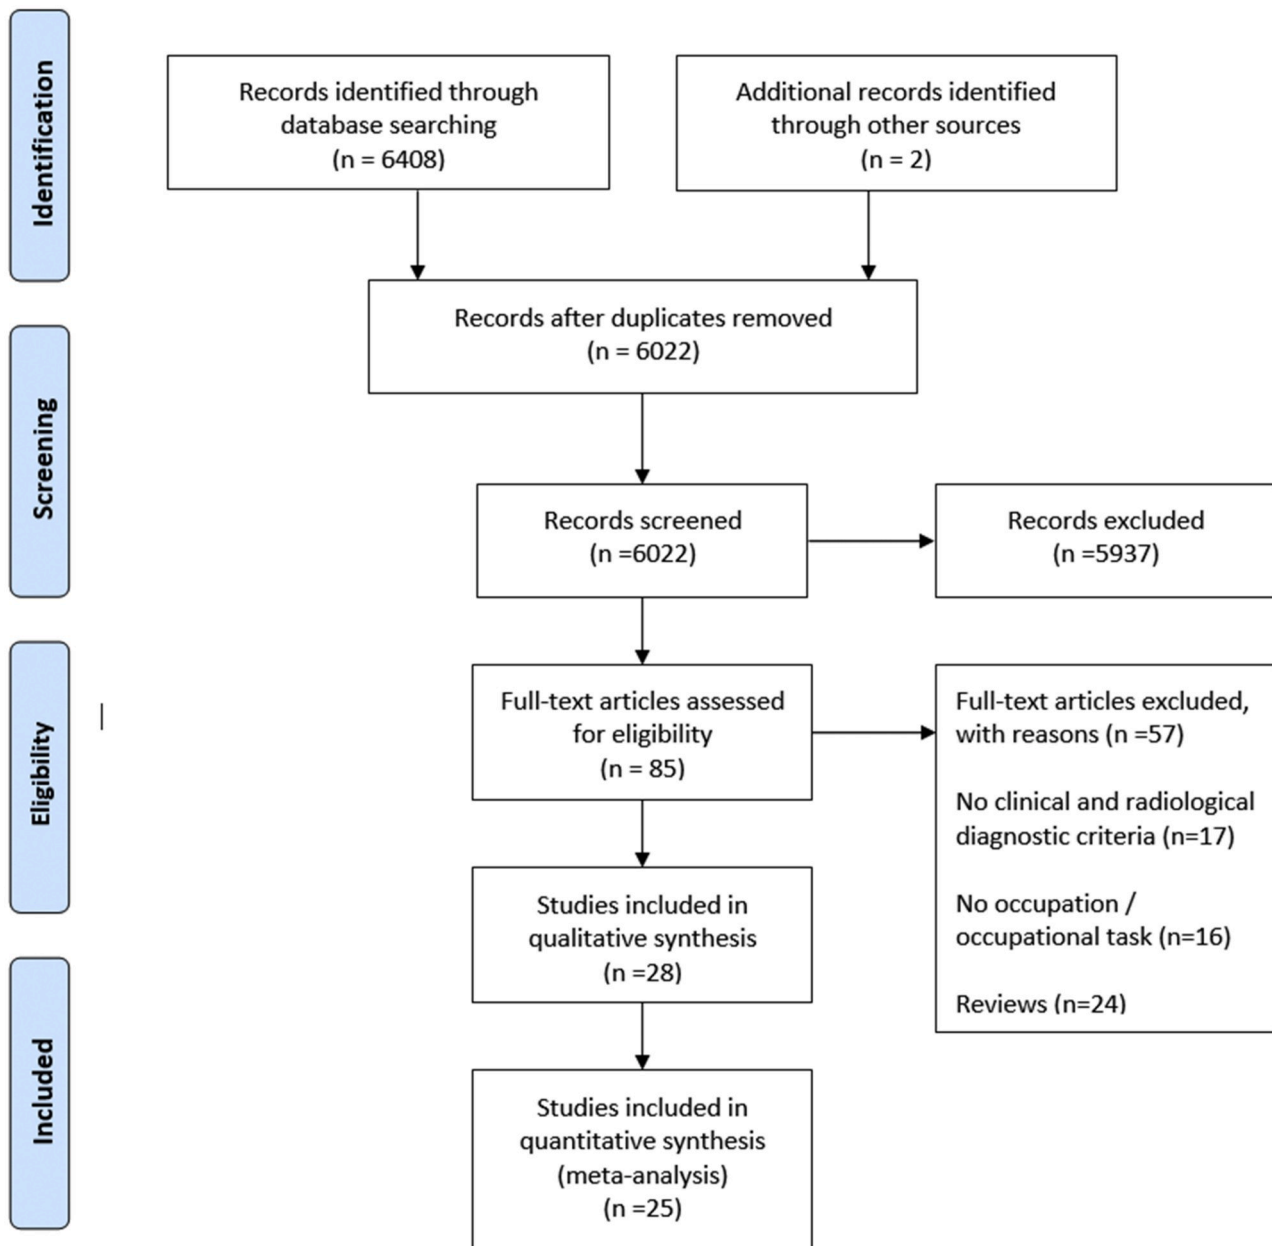 Identification
Records identified through
database searching
(n = 6408)
Additional records identified
through other sources
(n = 2)
Records after duplicates removed
(n = 6022)
Screening
Records screened
(n =6022)
Records excluded
(n =5937)
Eligibility
Full-text articles assessed
for eligibility
(n = 85)
Full-text articles excluded,
with reasons (n =57)
No clinical and radiological
diagnostic criteria (n=17)
No occupation /
occupational task (n=16)
Reviews (n=24)
Studies included in
qualitative synthesis
(n =28)
Included
Studies included in
quantitative synthesis
(meta-analysis)
(n =25)